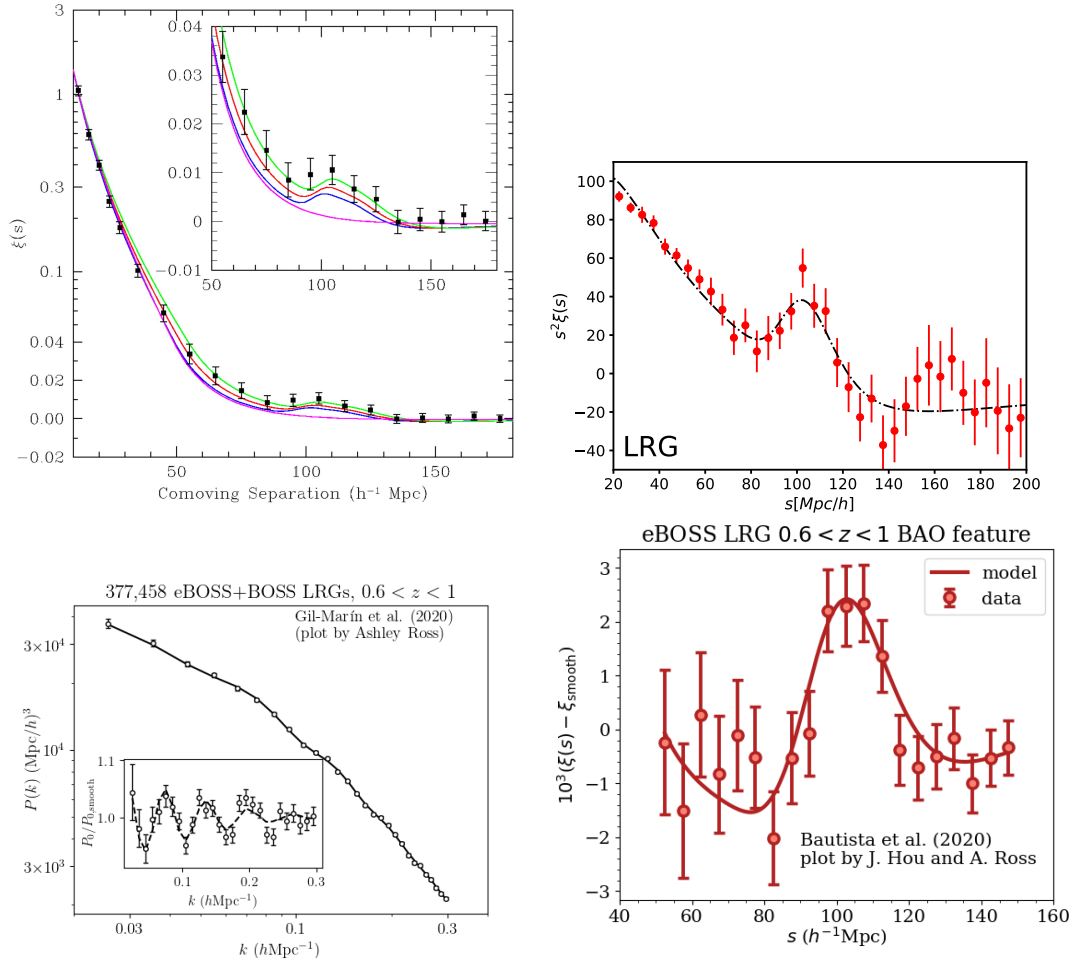 3
1
0.3
0.1
0.04
0.02
0.00
−0.02
ξ(s)
50
100
150
Comoving Separation (h⁻¹ Mpc)
0.04
0.03
0.02
0.01
0
−0.01
50
100
150
100
80
60
40
20
0
−20
−40
s²ξ(s)
LRG
20 40 60 80 100 120 140 160 180 200
s[Mpc/h]
377,458 eBOSS+BOSS LRGs, 0.6 < z < 1
Gil-Marín et al. (2020)
(plot by Ashley Ross)
3×10⁴
10⁴
3×10³
P(k) (Mpc/h)³
1.1
1.0
P₀/P₀,smooth
0.1 0.2 0.3
k (hMpc⁻¹)
0.03 0.1 0.3
k (hMpc⁻¹)
eBOSS LRG 0.6 < z < 1 BAO feature
model
data
3
2
1
0
−1
−2
−3
10³(ξ(s) − ξsmooth)
Bautista et al. (2020)
plot by J. Hou and A. Ross
40 60 80 100 120 140 160
s (h⁻¹Mpc)